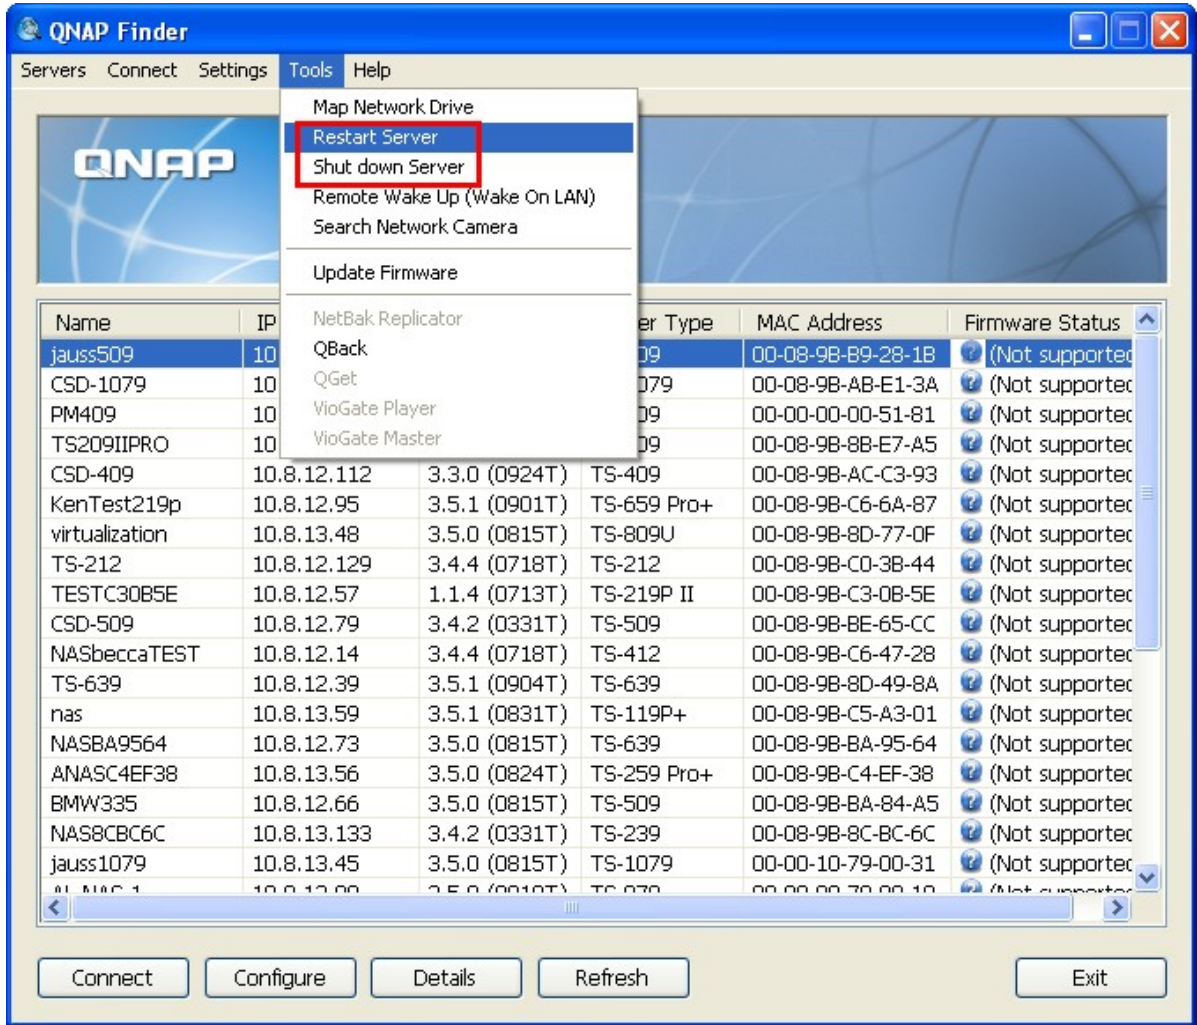 QNAP Finder
Servers Connect Settings Tools Help
Map Network Drive
Restart Server
Shut down Server
Remote Wake Up (Wake On LAN)
Search Network Camera
Update Firmware
NetBak Replicator
QBack
QGet
VioGate Player
VioGate Master
QNAP
Name IP er Type MAC Address Firmware Status
jauss509 10 09 00-08-9B-B9-28-1B (Not supported
CSD-1079 10 079 00-08-9B-AB-E1-3A (Not supported
PM409 10 09 00-00-00-00-51-81 (Not supported
TS209IIPRO 10 09 00-08-9B-8B-E7-A5 (Not supported
CSD-409 10.8.12.112 3.3.0 (0924T) TS-409 00-08-9B-AC-C3-93 (Not supported
KenTest219p 10.8.12.95 3.5.1 (0901T) TS-659 Pro+ 00-08-9B-C6-6A-87 (Not supported
virtualization 10.8.13.48 3.5.0 (0815T) TS-809U 00-08-9B-8D-77-0F (Not supported
TS-212 10.8.12.129 3.4.4 (0718T) TS-212 00-08-9B-C0-3B-44 (Not supported
TESTC30B5E 10.8.12.57 1.1.4 (0713T) TS-219P II 00-08-9B-C3-0B-5E (Not supported
CSD-509 10.8.12.79 3.4.2 (0331T) TS-509 00-08-9B-BE-65-CC (Not supported
NASbeccaTEST 10.8.12.14 3.4.4 (0718T) TS-412 00-08-9B-C6-47-28 (Not supported
TS-639 10.8.12.39 3.5.1 (0904T) TS-639 00-08-9B-8D-49-8A (Not supported
nas 10.8.13.59 3.5.1 (0831T) TS-119P+ 00-08-9B-C5-A3-01 (Not supported
NASBA9564 10.8.12.73 3.5.0 (0815T) TS-639 00-08-9B-BA-95-64 (Not supported
ANASC4EF38 10.8.13.56 3.5.0 (0824T) TS-259 Pro+ 00-08-9B-C4-EF-38 (Not supported
BMW335 10.8.12.66 3.5.0 (0815T) TS-509 00-08-9B-BA-84-A5 (Not supported
NAS8CBC6C 10.8.13.133 3.4.2 (0331T) TS-239 00-08-9B-8C-BC-6C (Not supported
jauss1079 10.8.13.45 3.5.0 (0815T) TS-1079 00-00-10-79-00-31 (Not supported
Connect Configure Details Refresh Exit